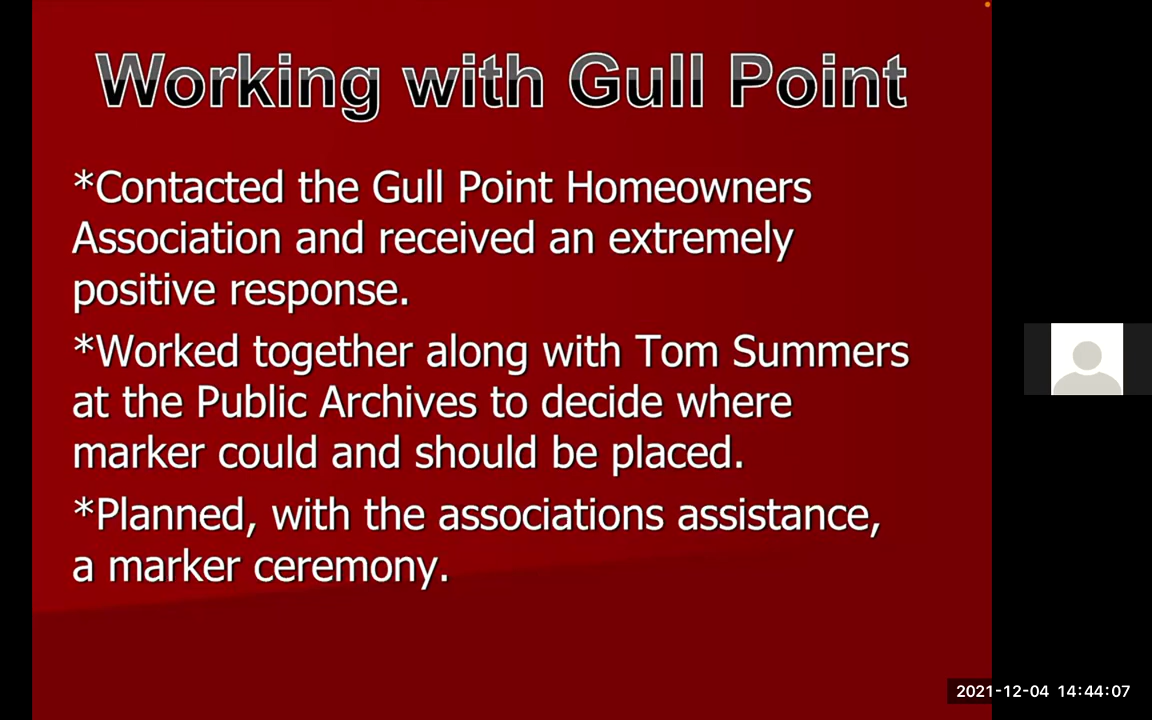 Working with Gull Point
*Contacted the Gull Point Homeowners
Association and received an extremely
positive response.
*Worked together along with Tom Summers
at the Public Archives to decide where
marker could and should be placed.
*Planned, with the associations assistance,
a marker ceremony.
2021-12-04 14:44:07